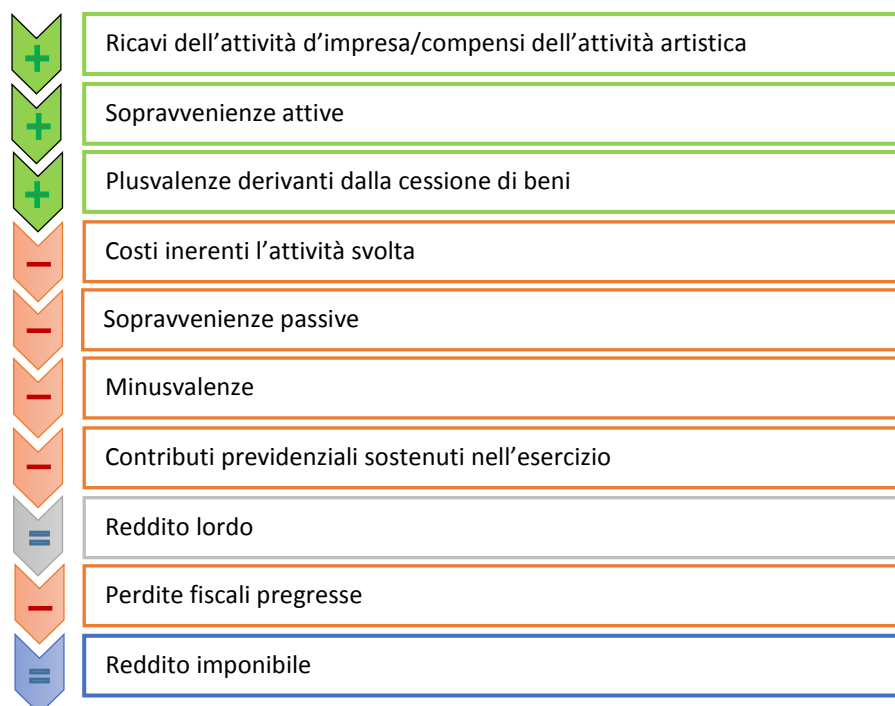 + Ricavi dell’attività d’impresa/compensi dell’attività artistica
+ Sopravvenienze attive
+ Plusvalenze derivanti dalla cessione di beni
− Costi inerenti l’attività svolta
− Sopravvenienze passive
− Minusvalenze
− Contributi previdenziali sostenuti nell’esercizio
= Reddito lordo
− Perdite fiscali pregresse
= Reddito imponibile